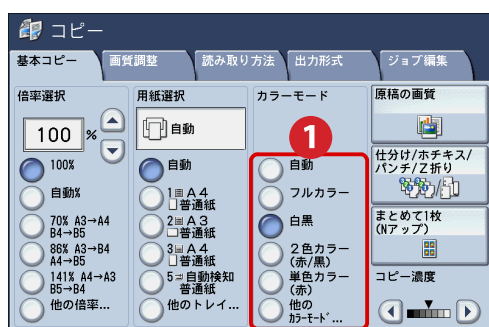 コピー
基本コピー 画質調整 読み取り方法 出力形式 ジョブ編集
倍率選択
100 %
100%
自動%
70% A3→A4
B4→B5
86% A3→B4
A4→B5
141% A4→A3
B5→B4
他の倍率...
用紙選択
自動
自動
1 A4
普通紙
2 A3
普通紙
3 A4
普通紙
5 自動検知
普通紙
他のトレイ...
カラーモード
1
自動
フルカラー
白黒
2色カラー
(赤/黒)
単色カラー
(赤)
他の
カラーモード...
原稿の画質
仕分け/ホチキス/
パンチ/Z折り
まとめて1枚
(Nアップ)
コピー濃度